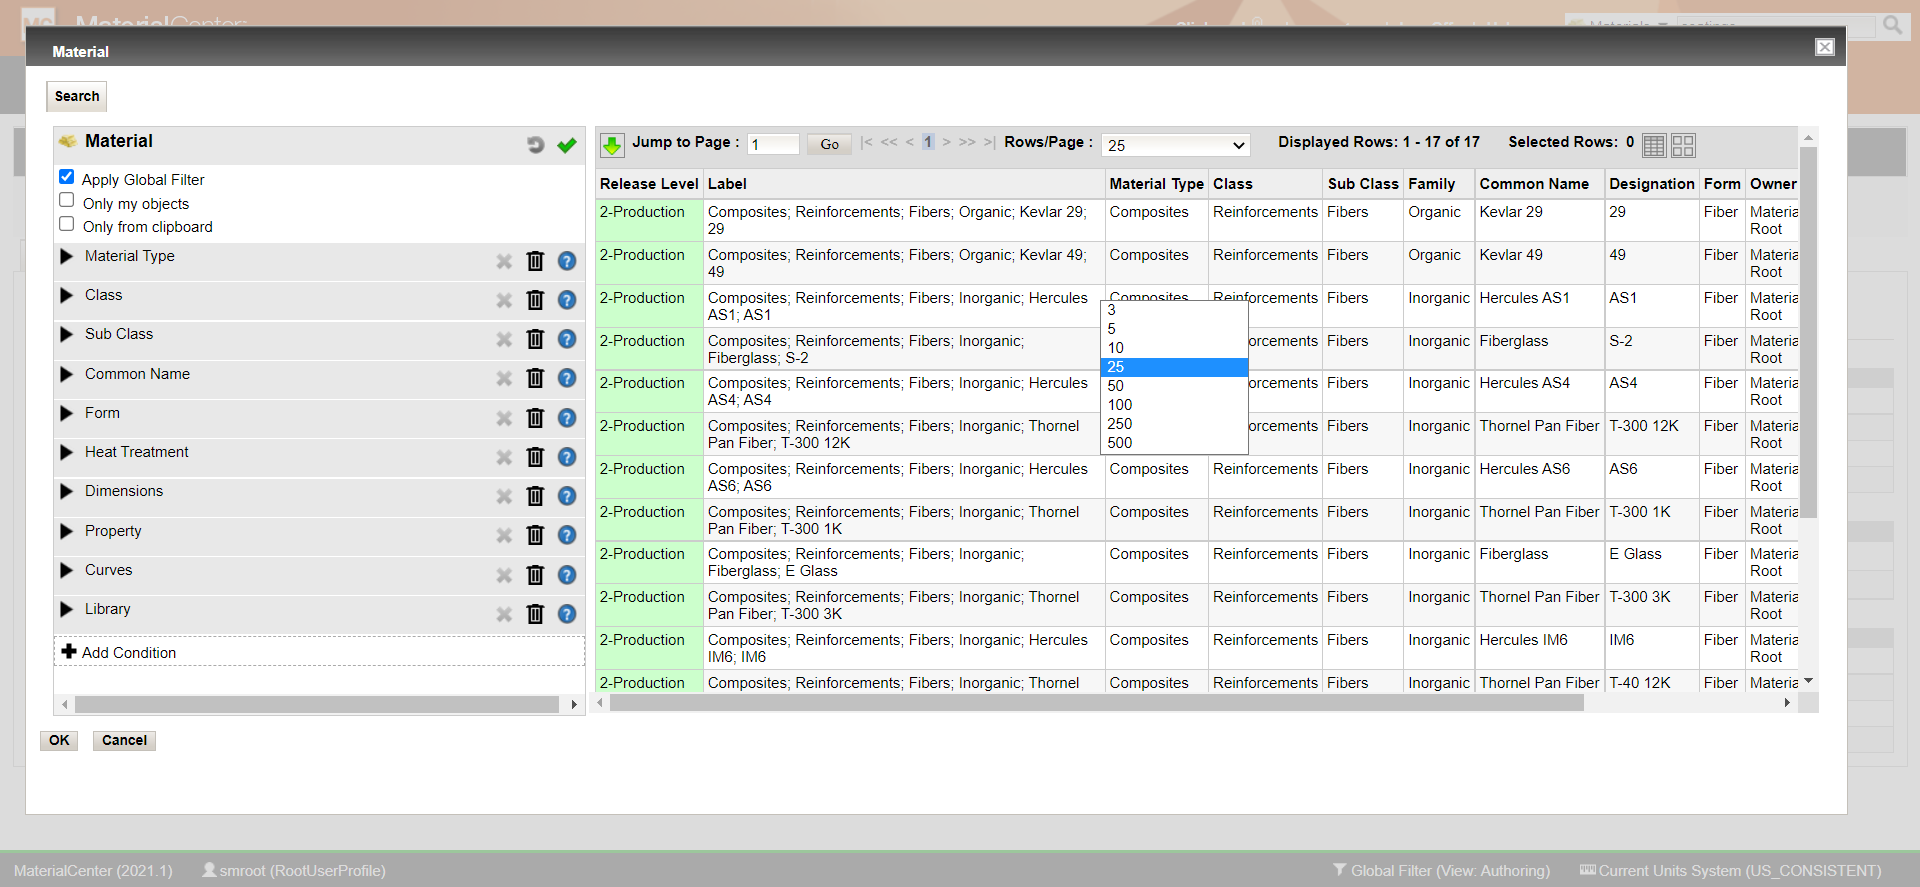 MaterialCenter
Materials
Material
Search
Material
Apply Global Filter
Only my objects
Only from clipboard
Material Type
Class
Sub Class
Common Name
Form
Heat Treatment
Dimensions
Property
Curves
Library
Add Condition
OK Cancel
Jump to Page : 1 Go |< << < 1 > >> >| Rows/Page : 25 Displayed Rows: 1 - 17 of 17 Selected Rows: 0
Release Level Label Material Type Class Sub Class Family Common Name Designation Form Owner
2-Production Composites; Reinforcements; Fibers; Organic; Kevlar 29; Composites Reinforcements Fibers Organic Kevlar 29 29 Fiber Materia
29 Root
2-Production Composites; Reinforcements; Fibers; Organic; Kevlar 49; Composites Reinforcements Fibers Organic Kevlar 49 49 Fiber Materia
49 Root
2-Production Composites; Reinforcements; Fibers; Inorganic; Hercules Composites Reinforcements Fibers Inorganic Hercules AS1 AS1 Fiber Materia
AS1; AS1 Root
2-Production Composites; Reinforcements; Fibers; Inorganic; orcements Fibers Inorganic Fiberglass S-2 Fiber Materia
Fiberglass; S-2 Root
2-Production Composites; Reinforcements; Fibers; Inorganic; Hercules orcements Fibers Inorganic Hercules AS4 AS4 Fiber Materia
AS4; AS4 Root
2-Production Composites; Reinforcements; Fibers; Inorganic; Thornel orcements Fibers Inorganic Thornel Pan Fiber T-300 12K Fiber Materia
Pan Fiber; T-300 12K Root
2-Production Composites; Reinforcements; Fibers; Inorganic; Hercules Composites Reinforcements Fibers Inorganic Hercules AS6 AS6 Fiber Materia
AS6; AS6 Root
2-Production Composites; Reinforcements; Fibers; Inorganic; Thornel Composites Reinforcements Fibers Inorganic Thornel Pan Fiber T-300 1K Fiber Materia
Pan Fiber; T-300 1K Root
2-Production Composites; Reinforcements; Fibers; Inorganic; Composites Reinforcements Fibers Inorganic Fiberglass E Glass Fiber Materia
Fiberglass; E Glass Root
2-Production Composites; Reinforcements; Fibers; Inorganic; Thornel Composites Reinforcements Fibers Inorganic Thornel Pan Fiber T-300 3K Fiber Materia
Pan Fiber; T-300 3K Root
2-Production Composites; Reinforcements; Fibers; Inorganic; Hercules Composites Reinforcements Fibers Inorganic Hercules IM6 IM6 Fiber Materia
IM6; IM6 Root
2-Production Composites; Reinforcements; Fibers; Inorganic; Thornel Composites Reinforcements Fibers Inorganic Thornel Pan Fiber T-40 12K Fiber Materia
3
5
10
25
50
100
250
500
MaterialCenter (2021.1) smroot (RootUserProfile) Global Filter (View: Authoring) Current Units System (US_CONSISTENT)